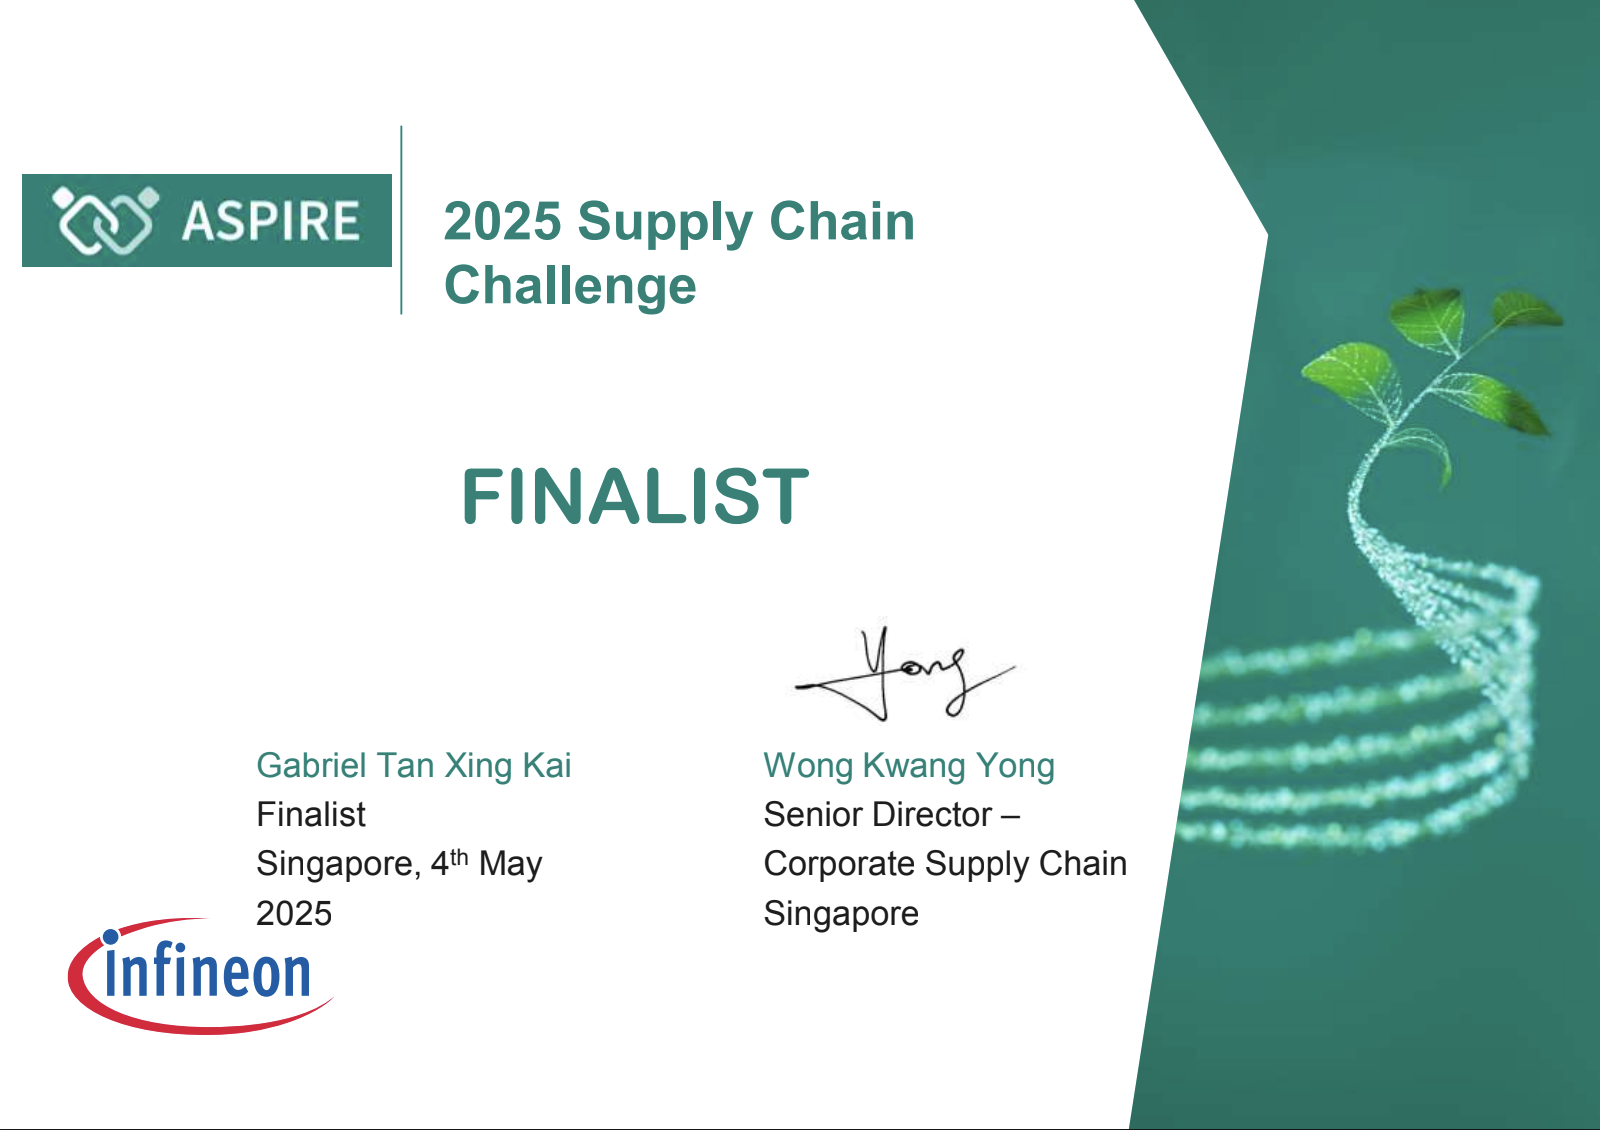 ASPIRE
2025 Supply Chain
Challenge
FINALIST
Yong
Gabriel Tan Xing Kai
Finalist
Singapore, 4th May
2025
Wong Kwang Yong
Senior Director –
Corporate Supply Chain
Singapore
infineon